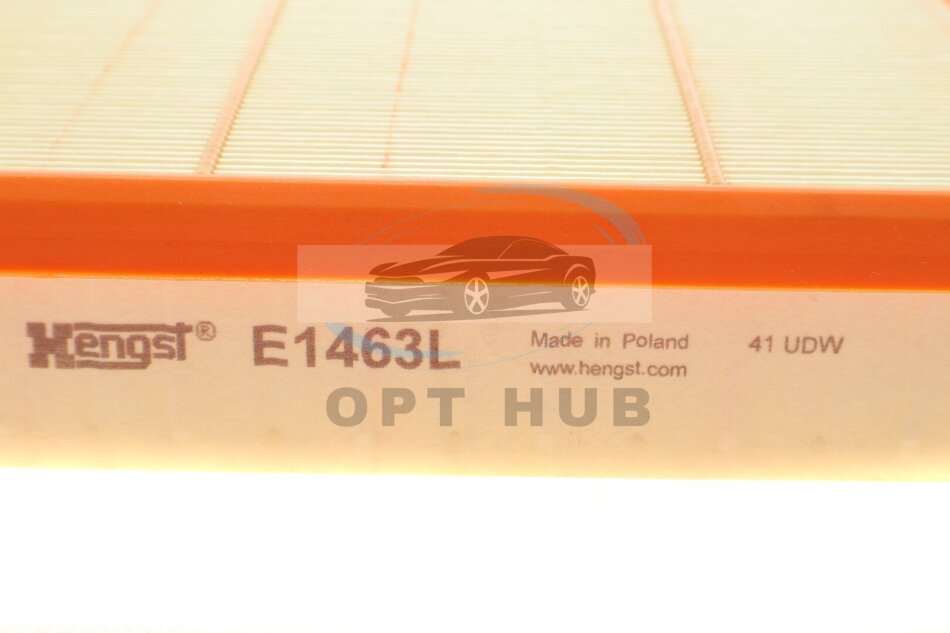 Hengst® E1463L Made in Poland 41 UDW
www.hengst.com
OPT HUB